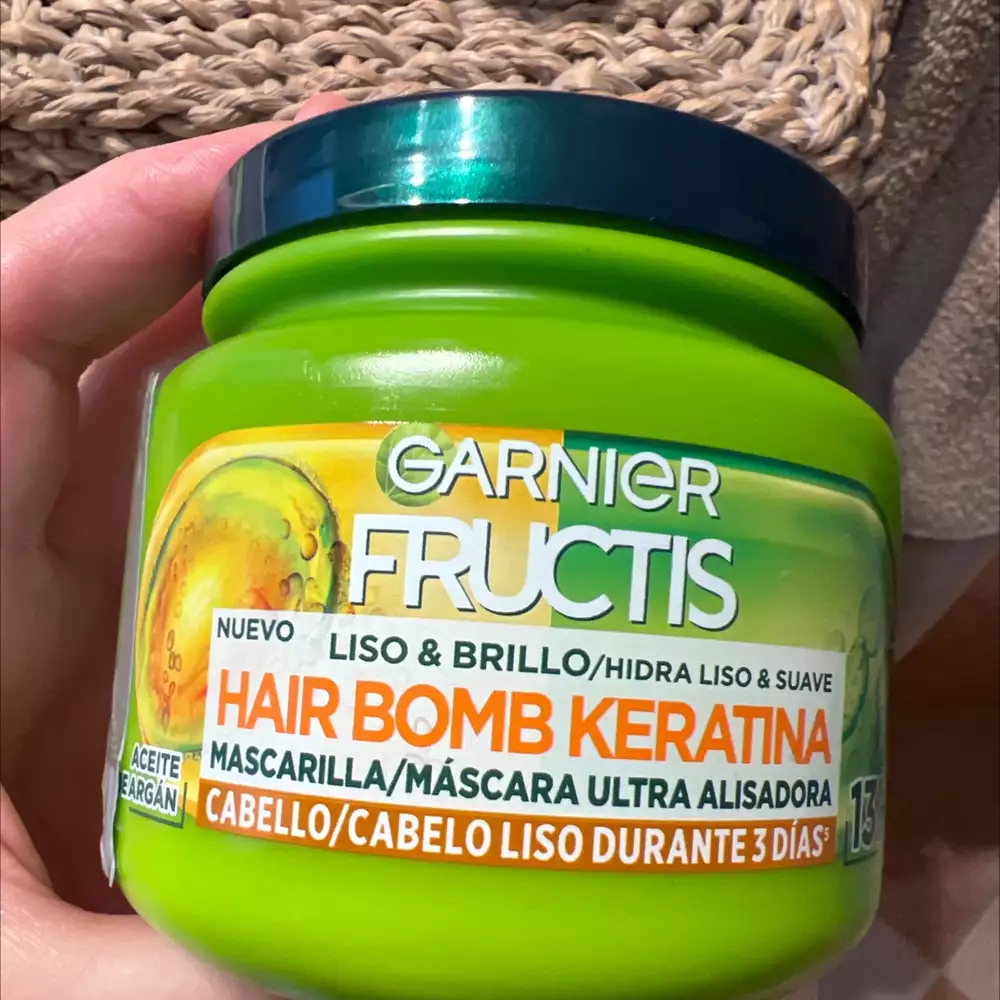 GARNIER
FRUCTIS
NUEVO LISO & BRILLO/HIDRA LISO & SUAVE
HAIR BOMB KERATINA
MASCARILLA/MÁSCARA ULTRA ALISADORA
CABELLO/CABELO LISO DURANTE 3 DÍAS⁵
ACEITE
E ARGÁN